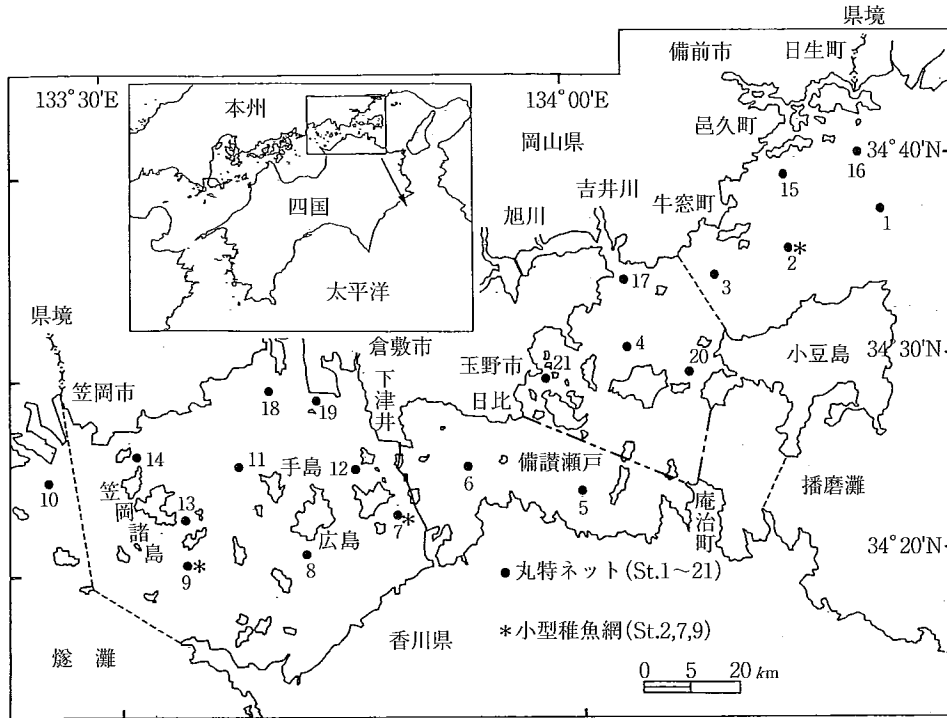 県境
備前市
日生町
133°30'E
134°00'E
本州
岡山県
邑久町
34°40'N
16
15
吉井川
牛窓町
1
四国
旭川
2*
17
3
太平洋
県境
倉敷市
4
小豆島
34°30'N
玉野市
21
20
笠岡市
下津井
日比
18
19
14
11
手島
12
備讃瀬戸
播磨灘
10
笠岡諸島
13
6
5
庵治町
広島
7*
8
9*
34°20'N
●丸特ネット(St.1~21)
香川県
*小型稚魚網(St.2,7,9)
燧灘
0 5 20 km